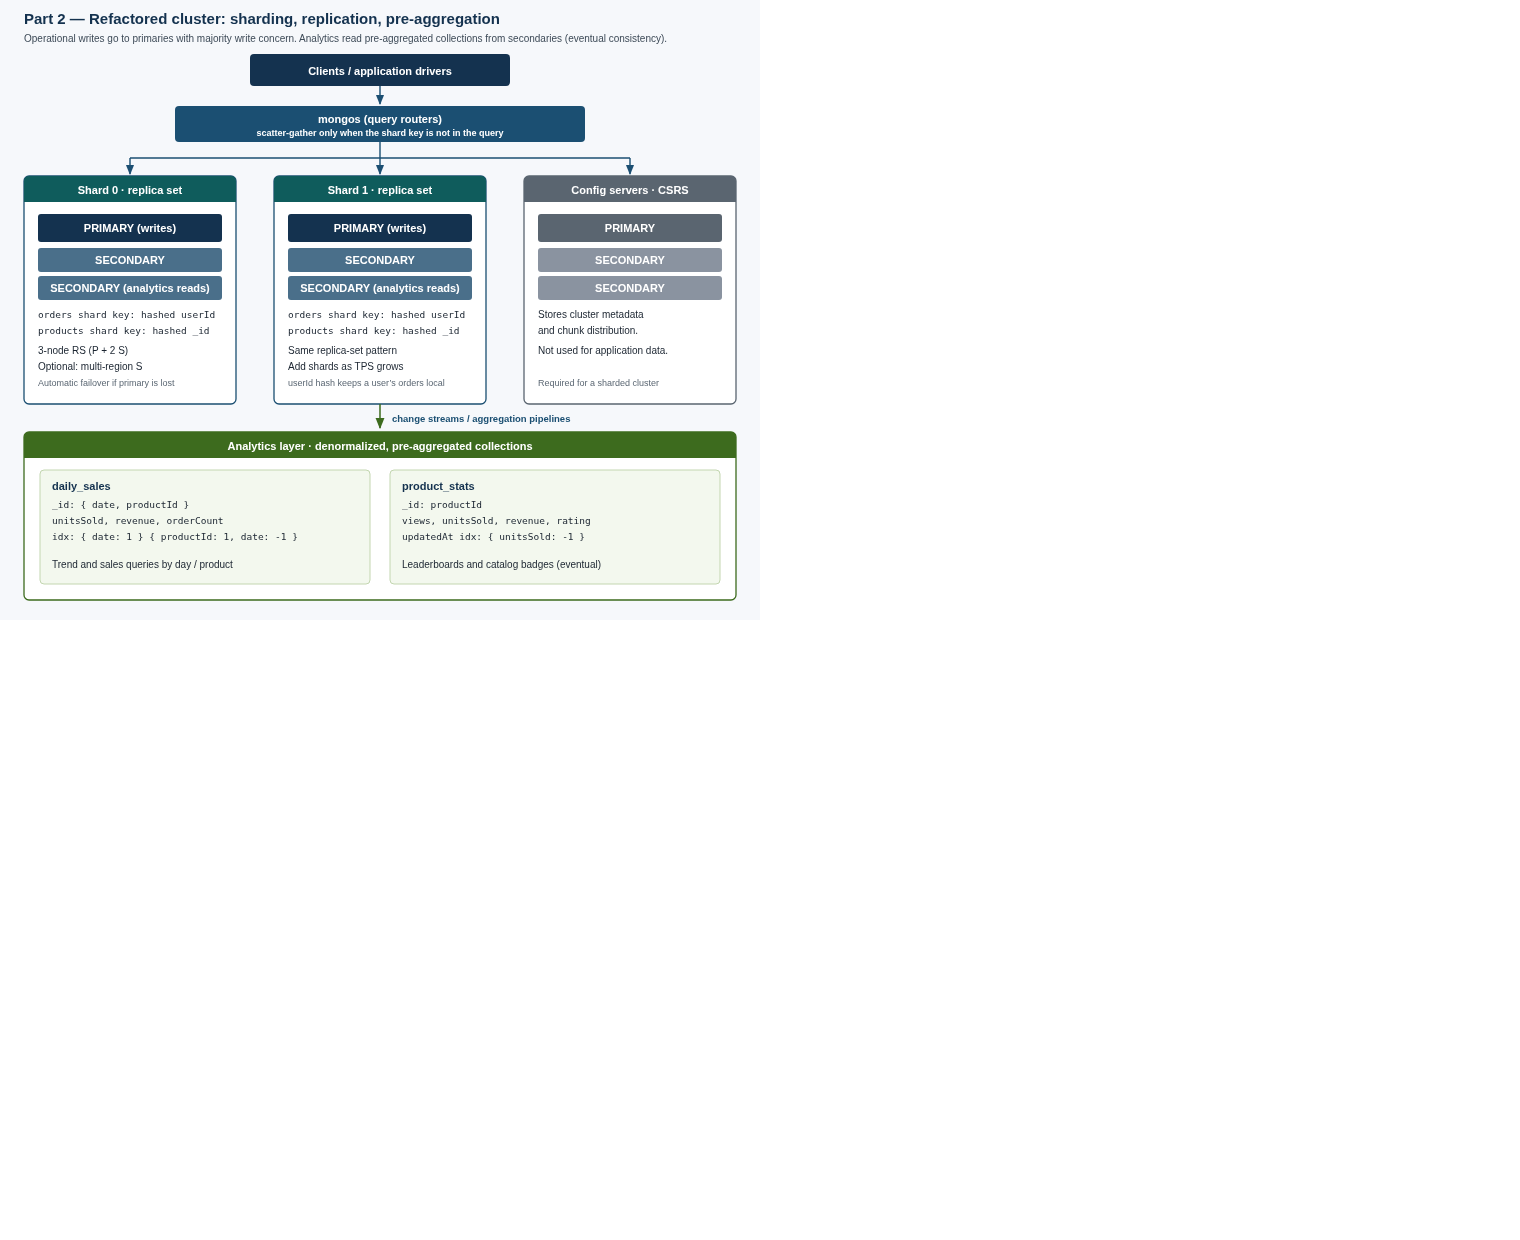 Part 2 — Refactored cluster: sharding, replication, pre-aggregation
Operational writes go to primaries with majority write concern. Analytics read pre-aggregated collections from secondaries (eventual consistency).
Clients / application drivers
mongos (query routers)
scatter-gather only when the shard key is not in the query
Shard 0 · replica set
PRIMARY (writes)
SECONDARY
SECONDARY (analytics reads)
orders shard key: hashed userId
products shard key: hashed _id
3-node RS (P + 2 S)
Optional: multi-region S
Automatic failover if primary is lost
Shard 1 · replica set
PRIMARY (writes)
SECONDARY
SECONDARY (analytics reads)
orders shard key: hashed userId
products shard key: hashed _id
Same replica-set pattern
Add shards as TPS grows
userId hash keeps a user’s orders local
Config servers · CSRS
PRIMARY
SECONDARY
SECONDARY
Stores cluster metadata
and chunk distribution.
Not used for application data.
Required for a sharded cluster
change streams / aggregation pipelines
Analytics layer · denormalized, pre-aggregated collections
daily_sales
_id: { date, productId }
unitsSold, revenue, orderCount
idx: { date: 1 } { productId: 1, date: -1 }
Trend and sales queries by day / product
product_stats
_id: productId
views, unitsSold, revenue, rating
updatedAt idx: { unitsSold: -1 }
Leaderboards and catalog badges (eventual)